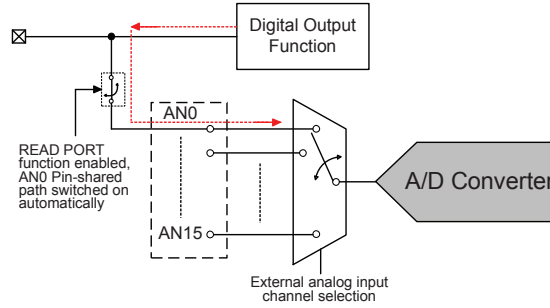 Digital Output
Function
AN0
READ PORT
function enabled,
AN0 Pin-shared
path switched on
automatically
AN15
A/D Converter
External analog input
channel selection